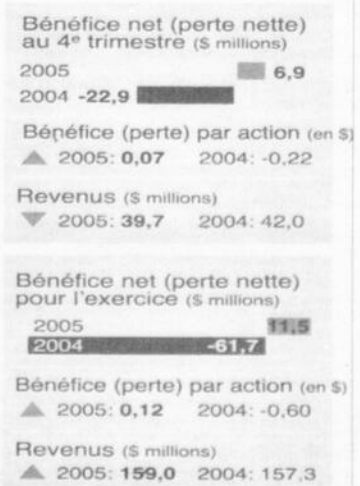 Bénéfice net (perte nette)
au 4e trimestre ($ millions)
2005 6,9
2004 -22,9
Bénéfice (perte) par action (en $)
▲ 2005: 0,07 2004: -0,22
Revenus ($ millions)
▼ 2005: 39,7 2004: 42,0
Bénéfice net (perte nette)
pour l'exercice ($ millions)
2005 11,5
2004 -61,7
Bénéfice (perte) par action (en $)
▲ 2005: 0,12 2004: -0,60
Revenus ($ millions)
▲ 2005: 159,0 2004: 157,3